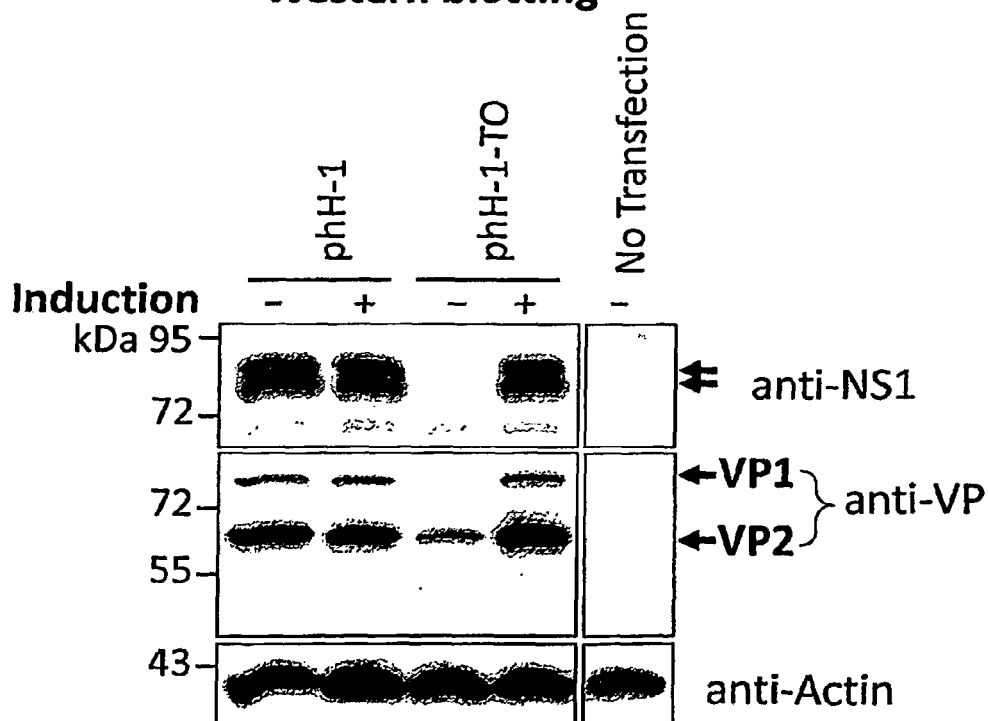 Western blotting
phH-1
phH-1-TO
No Transfection
Induction - + - + -
kDa 95
72
anti-NS1
VP1
72
anti-VP
VP2
55
43
anti-Actin